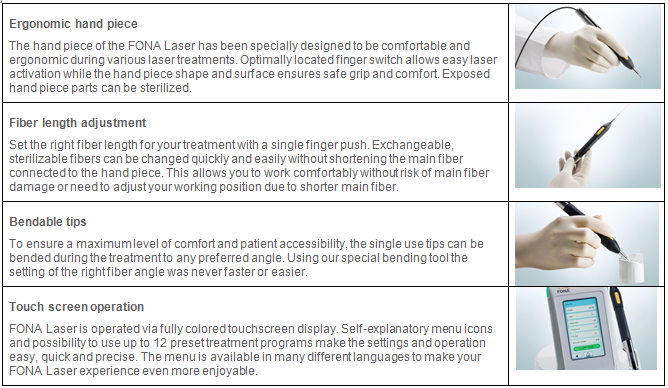 Ergonomic hand piece
The hand piece of the FONA Laser has been specially designed to be comfortable and
ergonomic during various laser treatments. Optimally located finger switch allows easy laser
activation while the hand piece shape and surface ensures safe grip and comfort. Exposed
hand piece parts can be sterilized.
Fiber length adjustment
Set the right fiber length for your treatment with a single finger push. Exchangeable,
sterilizable fibers can be changed quickly and easily without shortening the main fiber
connected to the hand piece. This allows you to work comfortably without risk of main fiber
damage or need to adjust your working position due to shorter main fiber.
Bendable tips
To ensure a maximum level of comfort and patient accessibility, the single use tips can be
bended during the treatment to any preferred angle. Using our special bending tool the
setting of the right fiber angle was never faster or easier.
Touch screen operation
FONA Laser is operated via fully colored touchscreen display. Self-explanatory menu icons
and possibility to use up to 12 preset treatment programs make the settings and operation
easy, quick and precise. The menu is available in many different languages to make your
FONA Laser experience even more enjoyable.
FONA